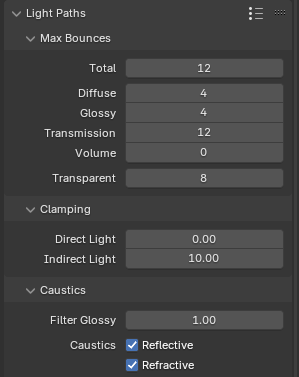 Light Paths
Max Bounces
Total 12
Diffuse 4
Glossy 4
Transmission 12
Volume 0
Transparent 8
Clamping
Direct Light 0.00
Indirect Light 10.00
Caustics
Filter Glossy 1.00
Caustics Reflective
Refractive